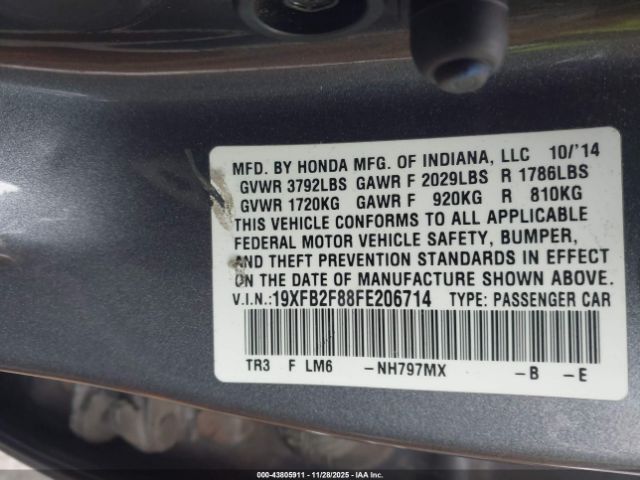 MFD. BY HONDA MFG. OF INDIANA, LLC 10/'14
GVWR 3792LBS GAWR F 2029LBS R 1786LBS
GVWR 1720KG GAWR F 920KG R 810KG
THIS VEHICLE CONFORMS TO ALL APPLICABLE
FEDERAL MOTOR VEHICLE SAFETY, BUMPER,
AND THEFT PREVENTION STANDARDS IN EFFECT
ON THE DATE OF MANUFACTURE SHOWN ABOVE.
V.I.N.:19XFB2F88FE206714 TYPE: PASSENGER CAR
TR3 F LM6 -NH797MX -B -E
000-43805911 - 11/28/2025 - IAAI.com